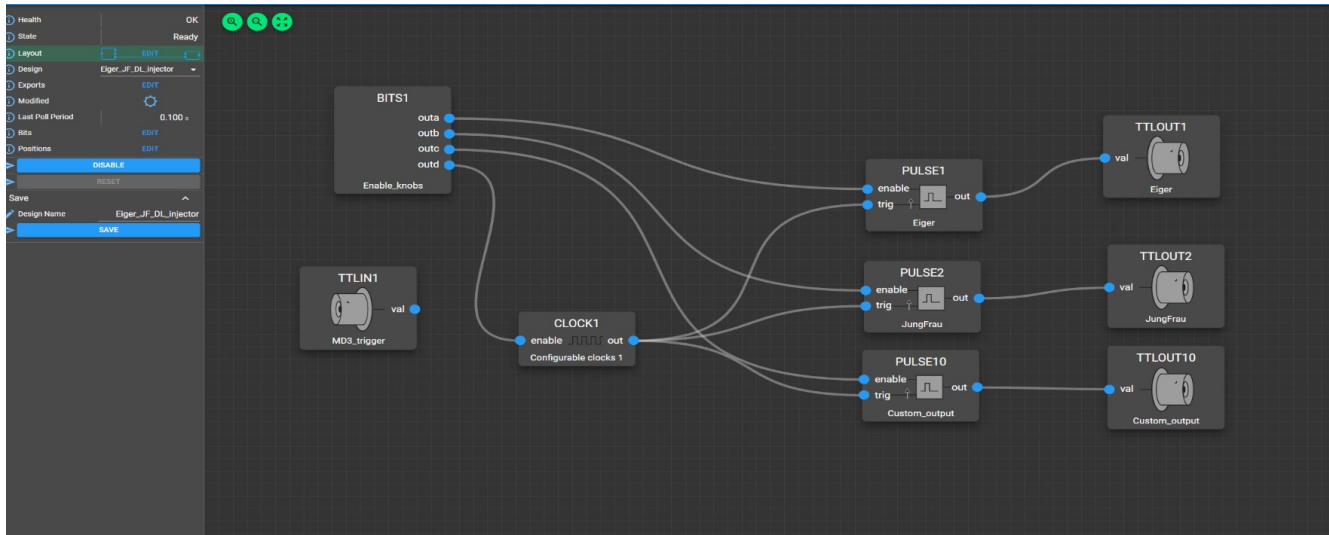 Health OK
State Ready
Layout EDIT
Design Eiger_JF_DL_injector
Exports EDIT
Modified
Last Poll Period 0.100 s
Bits EDIT
Positions EDIT
DISABLE
RESET
Save
Design Name Eiger_JF_DL_injector
SAVE
BITS1
outa
outb
outc
outd
Enable_knobs
TTLIN1
val
MD3_trigger
CLOCK1
enable out
Configurable clocks 1
PULSE1
enable
out
trig
Eiger
PULSE2
enable
out
trig
JungFrau
PULSE10
enable
out
trig
Custom_output
TTLOUT1
val
Eiger
TTLOUT2
val
JungFrau
TTLOUT10
val
Custom_output